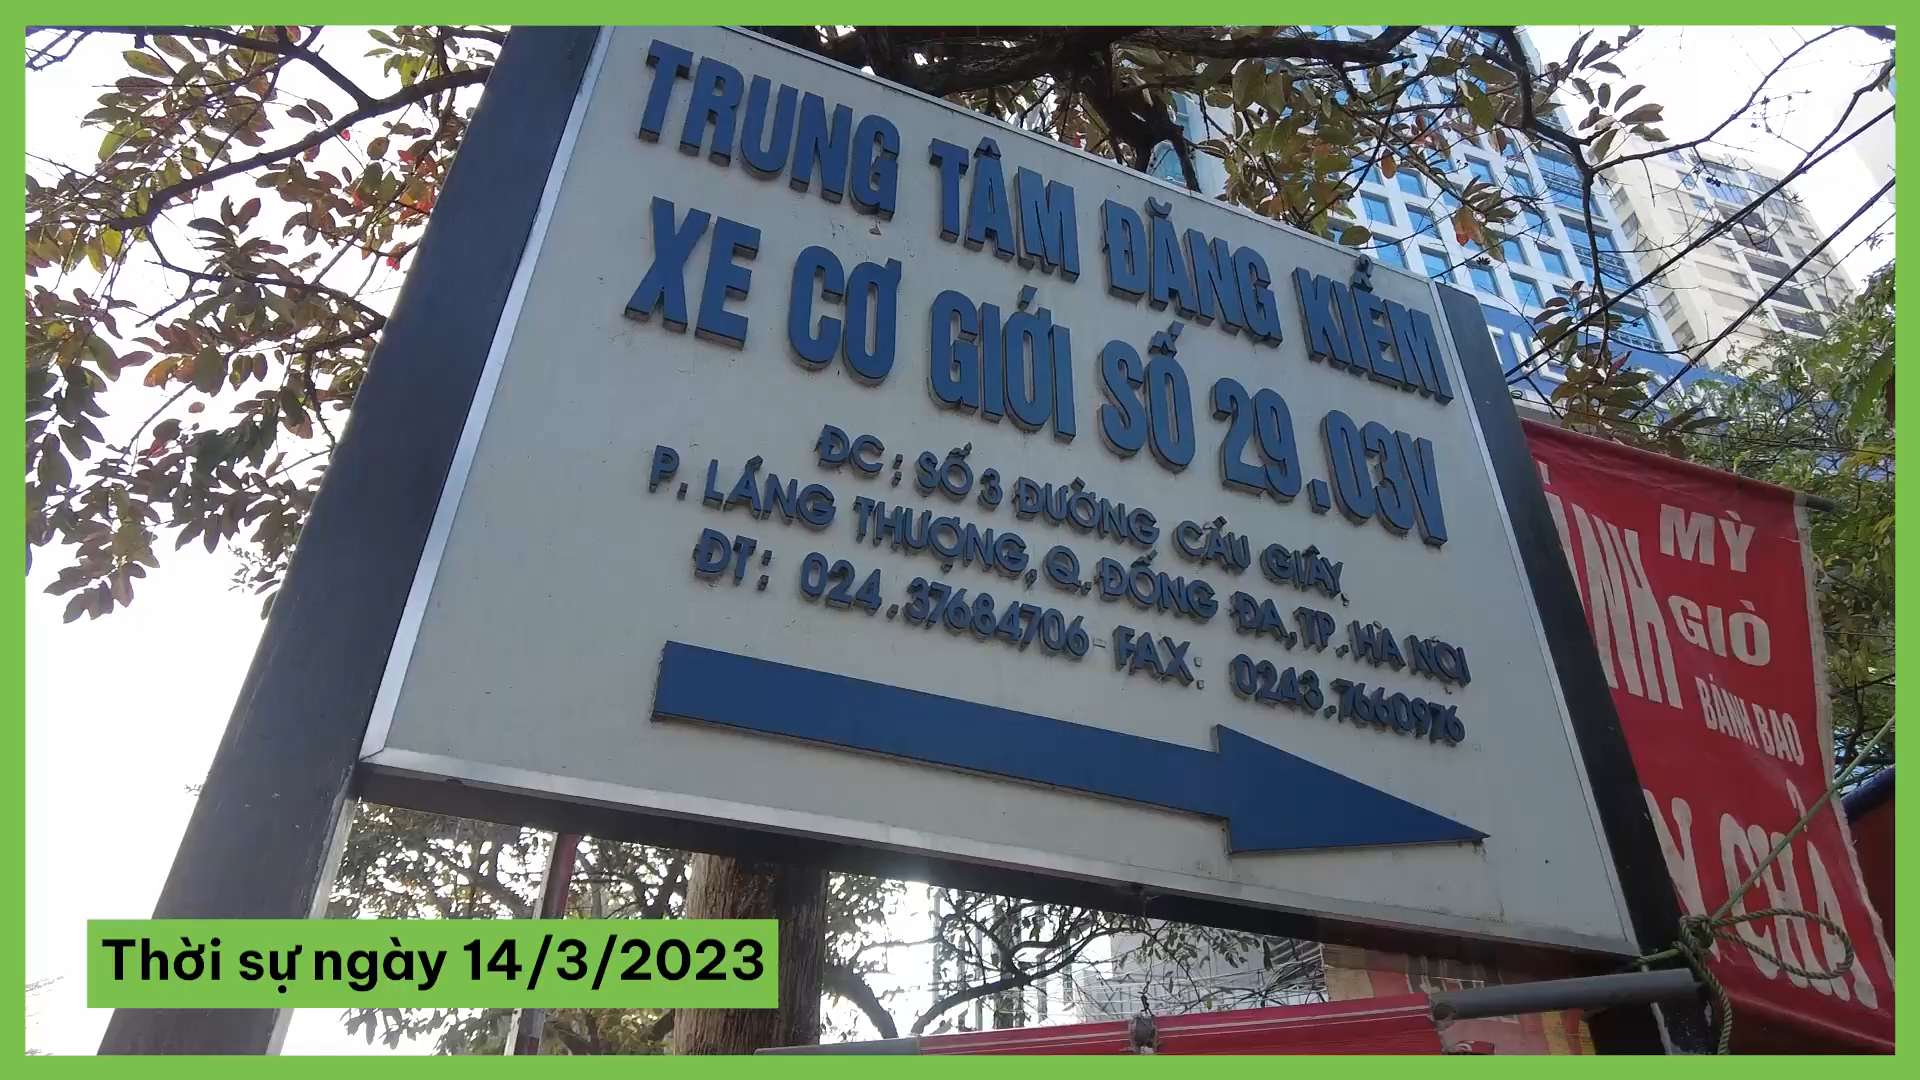 TRUNG TÂM ĐĂNG KIỂM
XE CƠ GIỚI SỐ 29.03V
ĐC: SỐ 3 ĐƯỜNG CẦU GIẤY,
P. LÁNG THƯỢNG, Q. ĐỐNG ĐA, TP. HÀ NỘI
ĐT: 024.37684706 - FAX: 0243.7660976
MỲ
GIÒ
BÁNH BAO
CHẢ
Thời sự ngày 14/3/2023